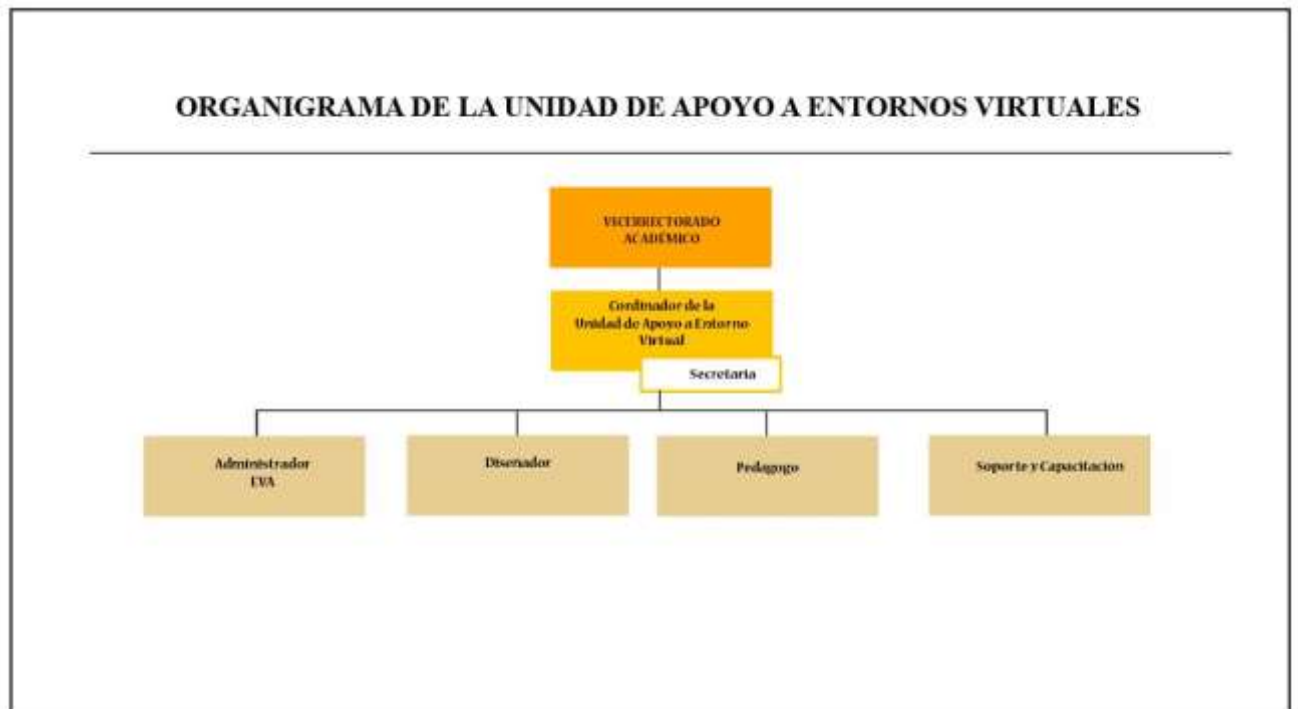 ORGANIGRAMA DE LA UNIDAD DE APOYO A ENTORNOS VIRTUALES
VICERRECTORADO
ACADÉMICO
Cordinador de la
Unidad de Apoyo a Entorno
Virtual
Secretaria
Administrador
EVA
Disenador
Pedagogo
Soporte y Capacitacion